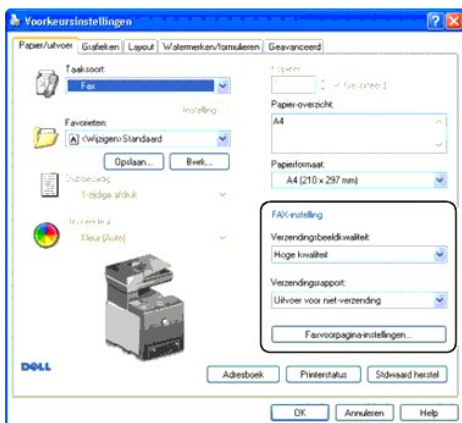 Voorkeursinstellingen
Papier/uitvoer Grafieken Layout Watermerken/formulieren Geavanceerd
Taaksoort:
Fax
Instelling
Favorieten:
<Wijzigen>Standaard
Opslaan...
1-zijdige afdruk
Kleur (Auto)
DELL
Papier-overzicht:
A4
Papierformaat:
A4 (210 x 297 mm)
FAX-instelling
Verzendingsbeeldkwaliteit:
Hoge kwaliteit
Verzendingsrapport:
Uitvoer voor niet-verzending
Faxvoorpagina-instellingen...
Adresboek Printerstatus Stdwaard herstel
OK Annuleren Help